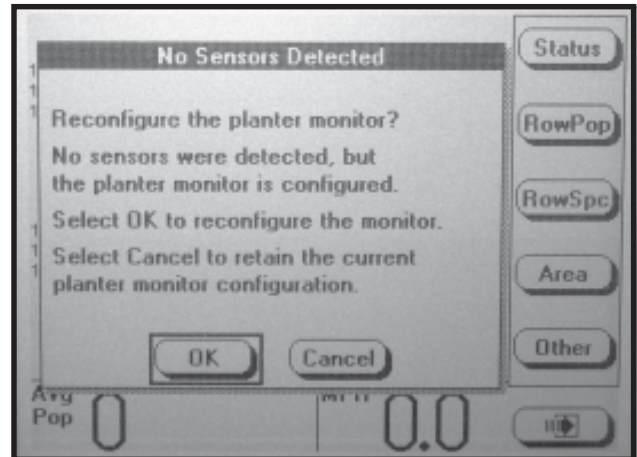 No Sensors Detected
Reconfigure the planter monitor?
No sensors were detected, but
the planter monitor is configured.
Select OK to reconfigure the monitor.
Select Cancel to retain the current
planter monitor configuration.
OK
Cancel
Status
RowPop
RowSpc
Area
Other
Avg
Pop
0
MPH
0.0